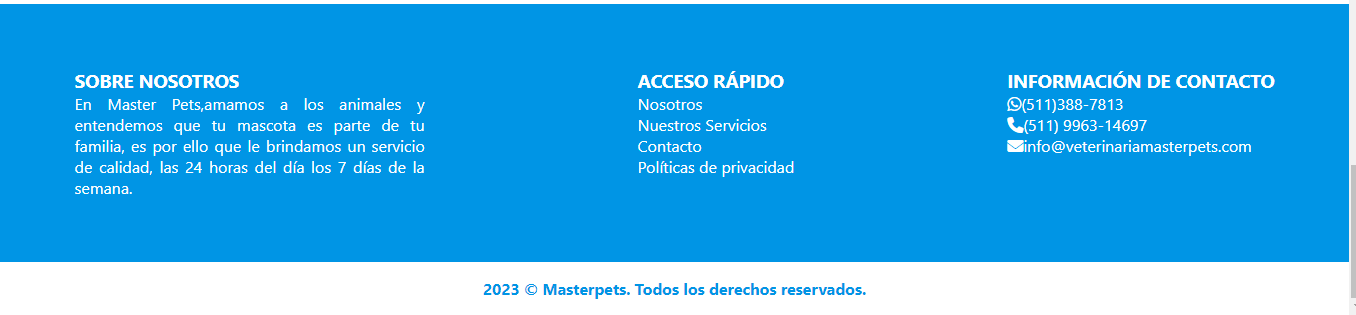 SOBRE NOSOTROS
En Master Pets,amamos a los animales y
entendemos que tu mascota es parte de tu
familia, es por ello que le brindamos un servicio
de calidad, las 24 horas del día los 7 días de la
semana.
ACCESO RÁPIDO
Nosotros
Nuestros Servicios
Contacto
Políticas de privacidad
INFORMACIÓN DE CONTACTO
(511)388-7813
(511) 9963-14697
info@veterinariamasterpets.com
2023 © Masterpets. Todos los derechos reservados.